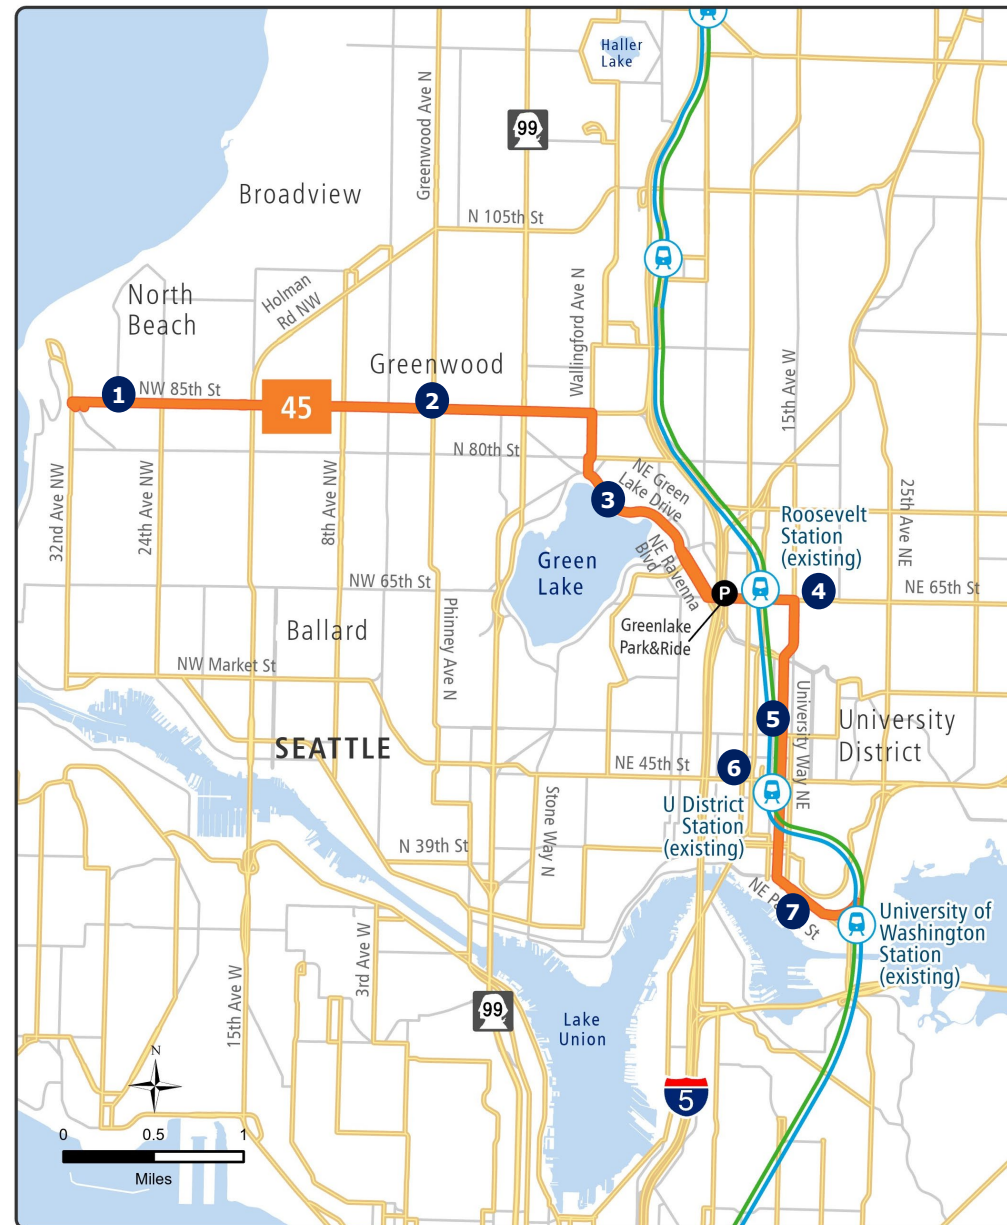 Haller
Lake
99
Greenwood Ave N
Broadview
N 105th St
Wallingford Ave N
North
Beach
Holman
Rd NW
Greenwood
1
NW 85th St
45
2
15th Ave W
N 80th St
3
NE Green
Lake Drive
32nd Ave NW
24th Ave NW
8th Ave NW
25th Ave NE
Roosevelt
Station
(existing)
Green
Lake
NE Ravenna
Blvd
NW 65th St
P
4
NE 65th St
Greenlake
Park&Ride
Phinney Ave N
Ballard
NW Market St
5
University Way NE
University
District
SEATTLE
NE 45th St
6
U District
Station
(existing)
Stone Way N
N 39th St
NE Pa
St
7
University of
Washington
Station
(existing)
3rd Ave W
15th Ave W
99
Lake
Union
N
5
0 0.5 1
Miles